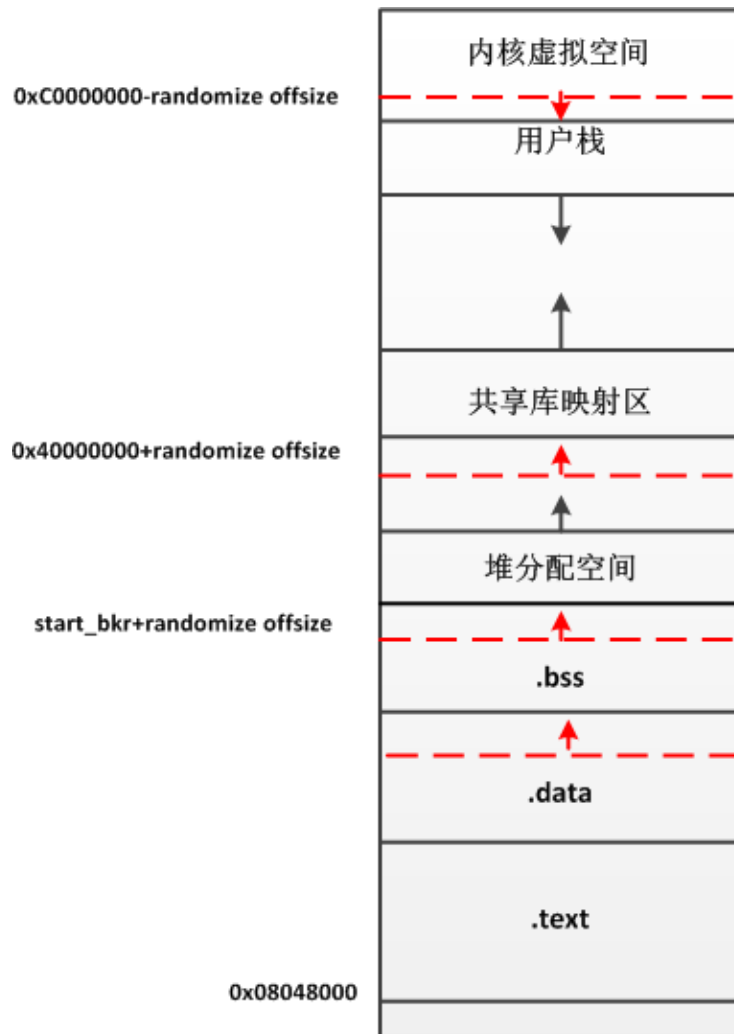 内核虚拟空间
0xC0000000-randomize offsize
用户栈
共享库映射区
0x40000000+randomize offsize
堆分配空间
start_bkr+randomize offsize
.bss
.data
.text
0x08048000